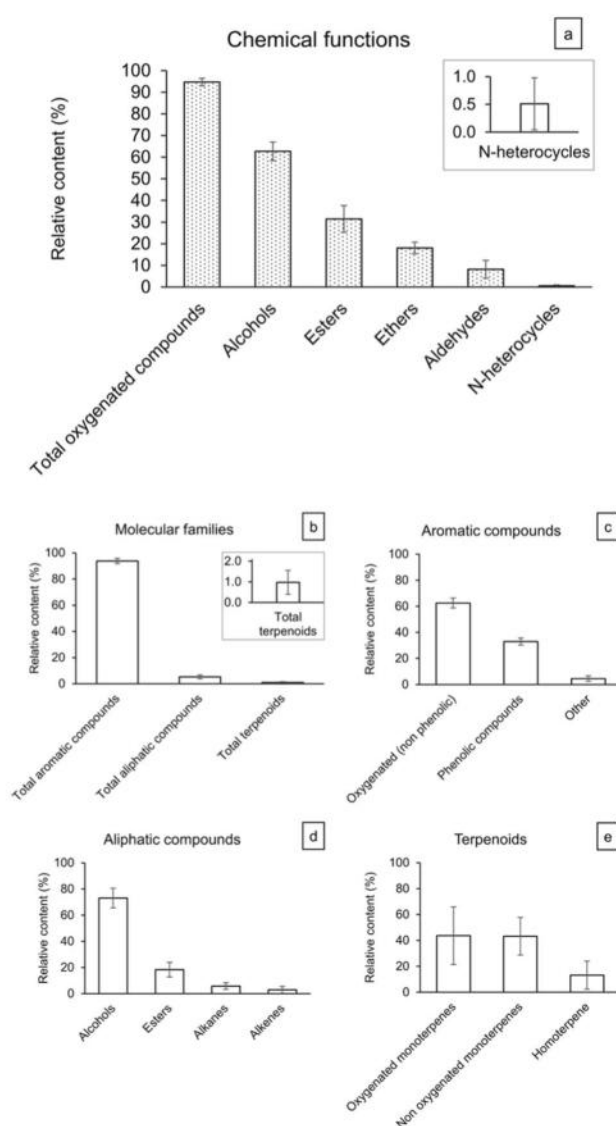 a
Chemical functions
Relative content (%)
100
90
80
70
60
50
40
30
20
10
0
1.0
0.5
0.0
N-heterocycles
Total oxygenated compounds
Alcohols
Esters
Ethers
Aldehydes
N-heterocycles
Molecular families
b
Relative content (%)
100
80
60
40
20
0
2.0
1.0
0.0
Total
terpenoids
Total aromatic compounds
Total aliphatic compounds
Total terpenoids
Aromatic compounds
c
Relative content (%)
100
80
60
40
20
0
Oxygenated (non phenolic)
Phenolic compounds
Other
Aliphatic compounds
d
Relative content (%)
100
80
60
40
20
0
Alcohols
Esters
Alkanes
Alkenes
Terpenoids
e
Relative content (%)
100
80
60
40
20
0
Oxygenated monoterpenes
Non oxygenated monoterpenes
Homoterpene